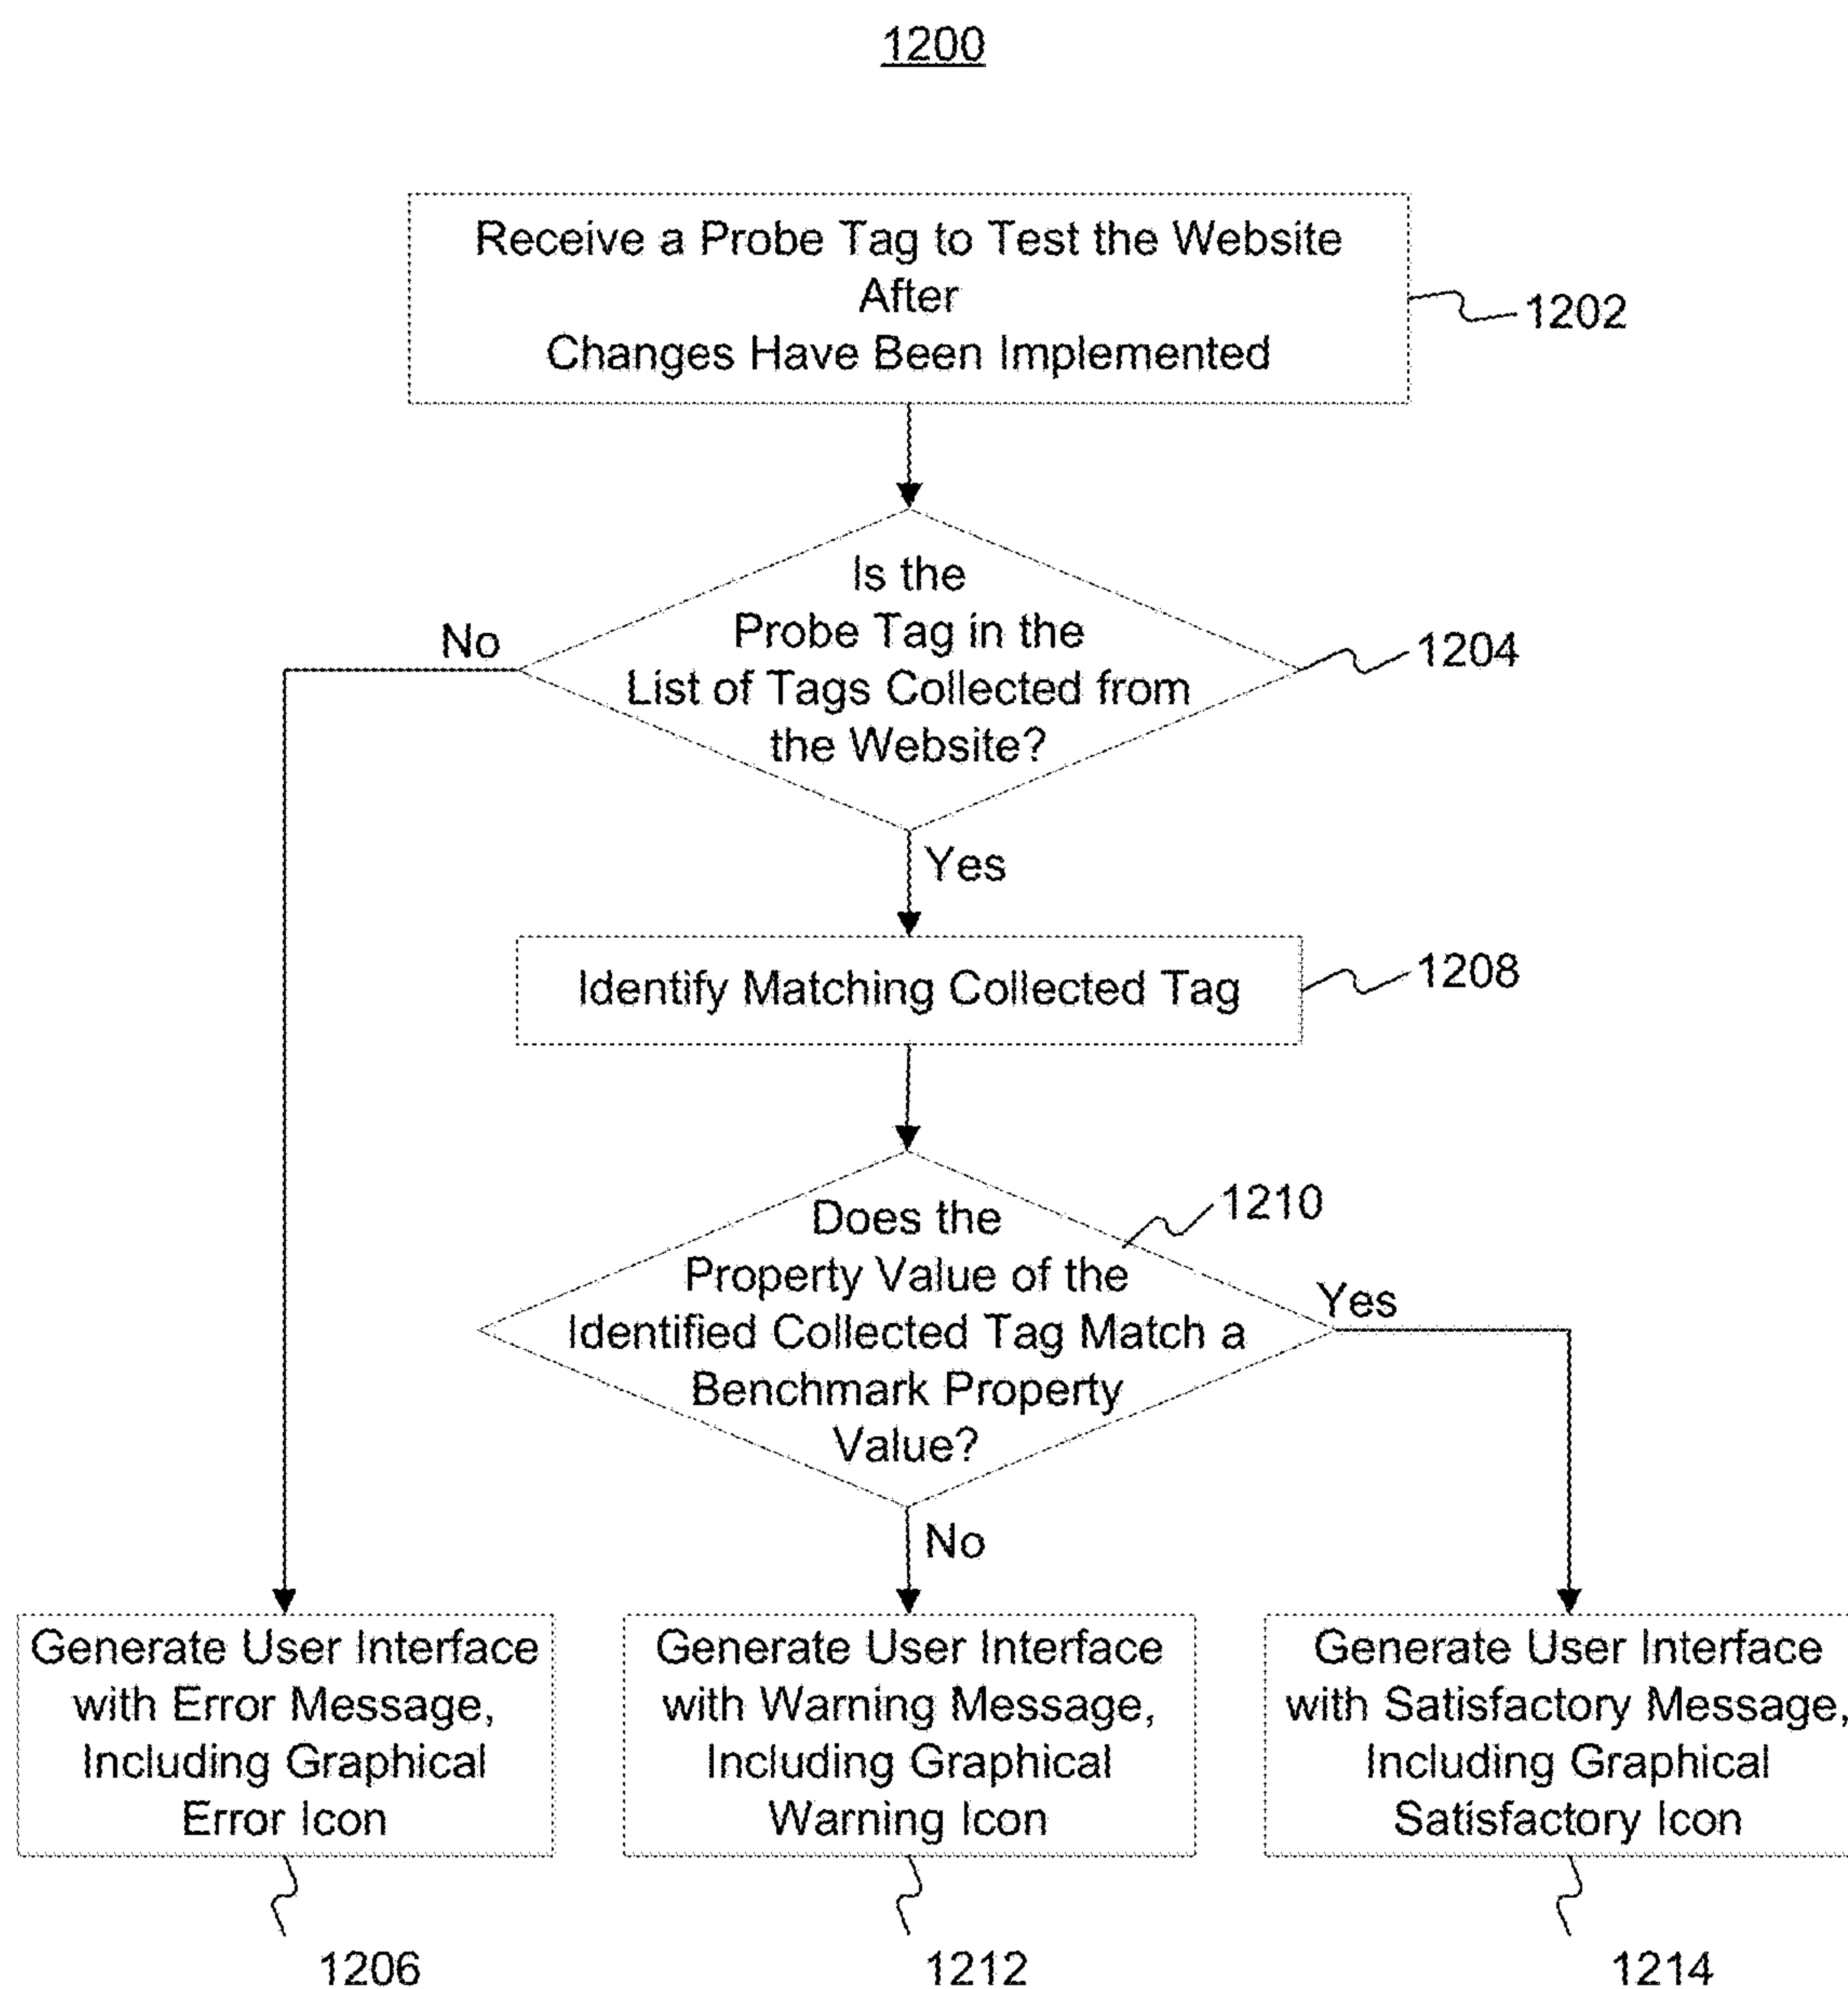 1200
Receive a Probe Tag to Test the Website
After
Changes Have Been Implemented
1202
Is the
Probe Tag in the
List of Tags Collected from
the Website?
1204
No
Yes
Identify Matching Collected Tag
1208
Does the
Property Value of the
Identified Collected Tag Match a
Benchmark Property
Value?
1210
Yes
No
Generate User Interface
with Error Message,
Including Graphical
Error Icon
1206
Generate User Interface
with Warning Message,
Including Graphical
Warning Icon
1212
Generate User Interface
with Satisfactory Message,
Including Graphical
Satisfactory Icon
1214